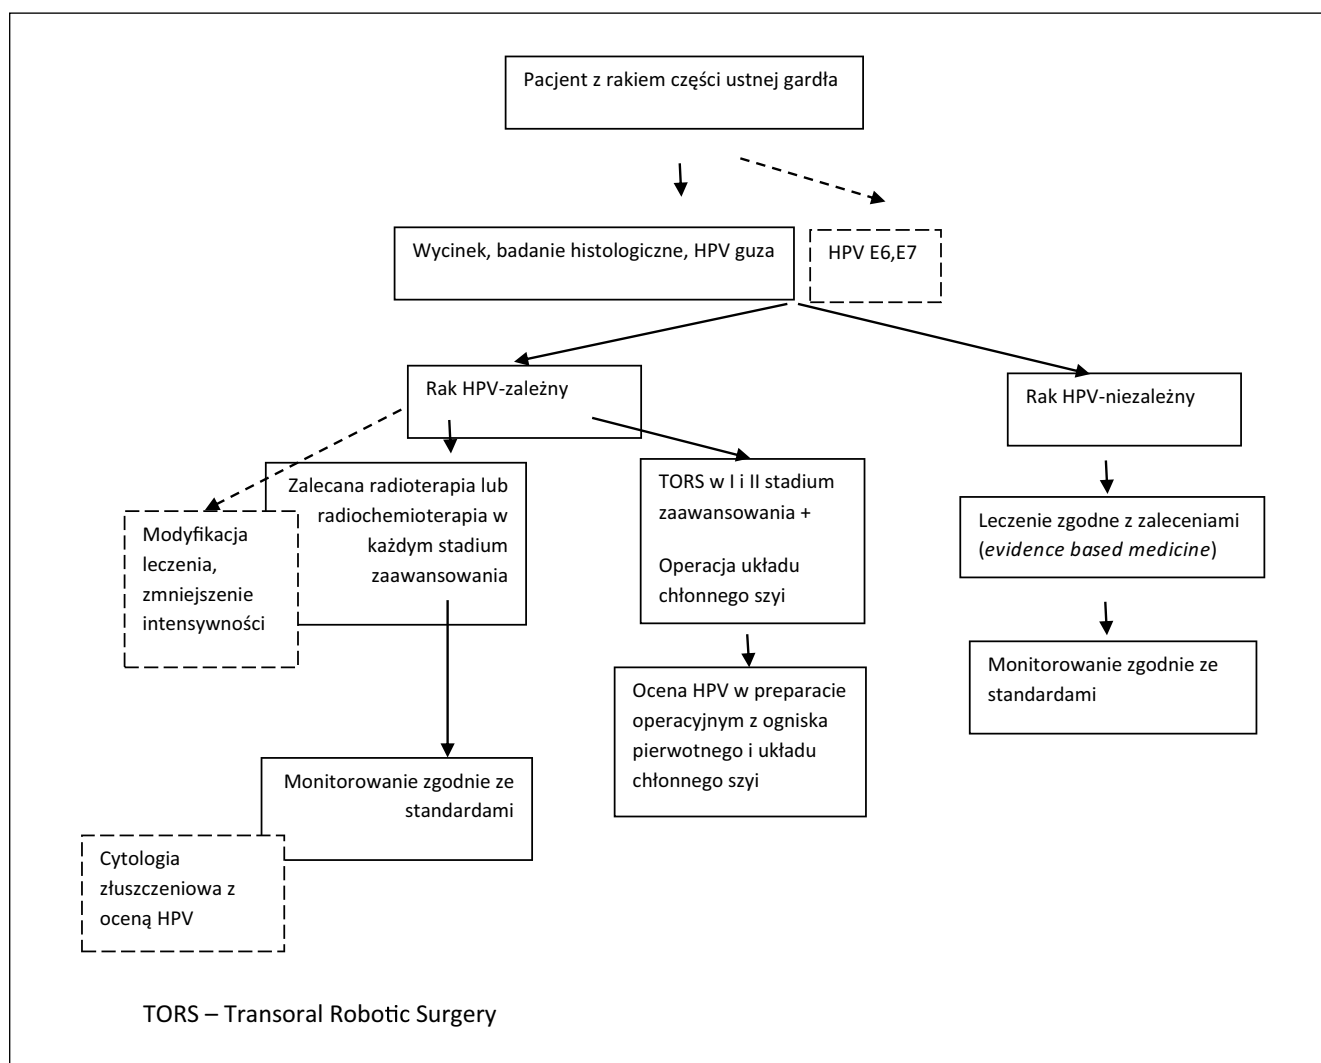 Pacjent z rakiem części ustnej gardła
Wycinek, badanie histologiczne, HPV guza
HPV E6,E7
Rak HPV-zależny
Rak HPV-niezależny
Zalecana radioterapia lub
radiochemioterapia w
każdym stadium
zaawansowania
Modyfikacja
leczenia,
zmniejszenie
intensywności
TORS w I i II stadium
zaawansowania +
Operacja układu
chłonnego szyi
Leczenie zgodne z zaleceniami
(evidence based medicine)
Ocena HPV w preparacie
operacyjnym z ogniska
pierwotnego i układu
chłonnego szyi
Monitorowanie zgodnie ze
standardami
Monitorowanie zgodnie ze
standardami
Cytologia
złuszczeniowa z
oceną HPV
TORS – Transoral Robotic Surgery